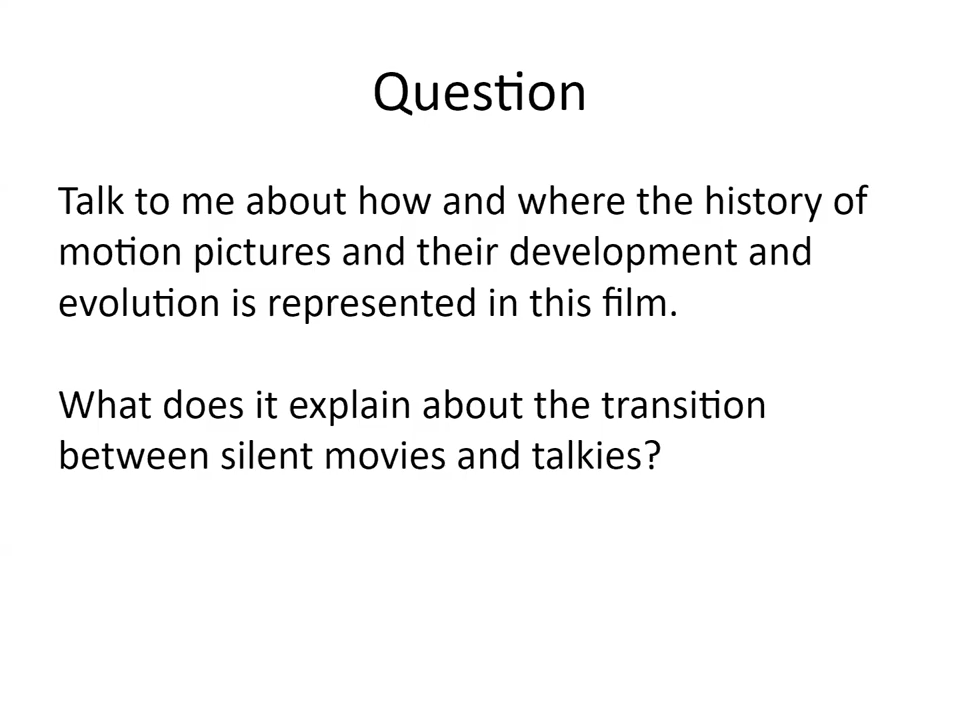 Question
Talk to me about how and where the history of
motion pictures and their development and
evolution is represented in this film.
What does it explain about the transition
between silent movies and talkies?